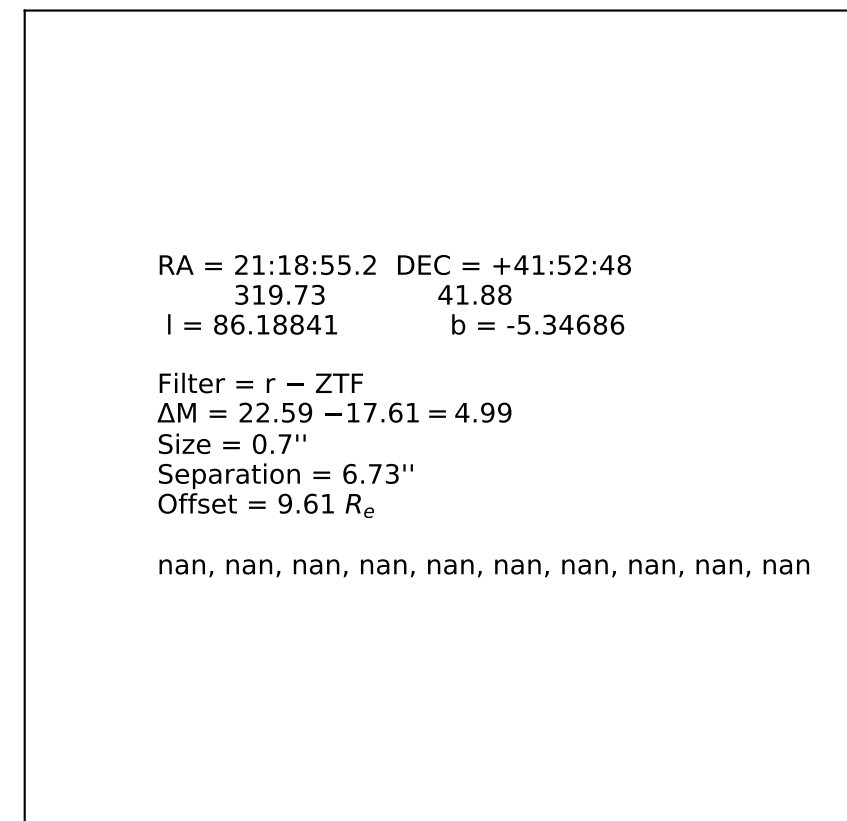 RA = 21:18:55.2 DEC = +41:52:48
319.73 41.88
l = 86.18841 b = -5.34686
Filter = r − ZTF
ΔM = 22.59 −17.61 = 4.99
Size = 0.7''
Separation = 6.73''
Offset = 9.61 Rₑ
nan, nan, nan, nan, nan, nan, nan, nan, nan, nan